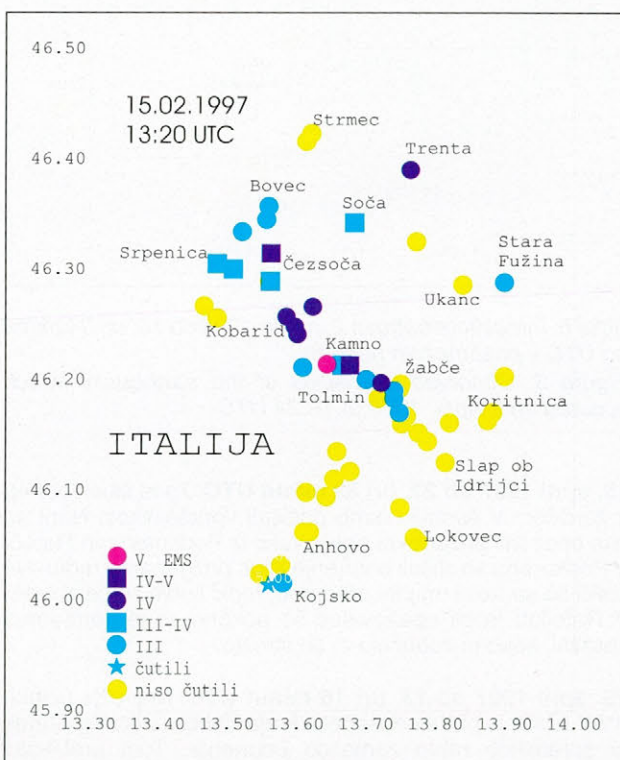 46.50
15.02.1997
13:20 UTC
Strmec
46.40
Trenta
Bovec
Soča
Srpenica
Stara
Fužina
Čezsoča
46.30
Ukanc
Kobarid
Kamno
Žabče
46.20
Tolmin
Koritnica
ITALIJA
Slap ob
Idrijci
46.10
Anhovo
Lokovec
V EMS
IV-V
Kojsko
46.00
IV
III-IV
III
čutili
niso čutili
45.90
13.30 13.40 13.50 13.60 13.70 13.80 13.90 14.00